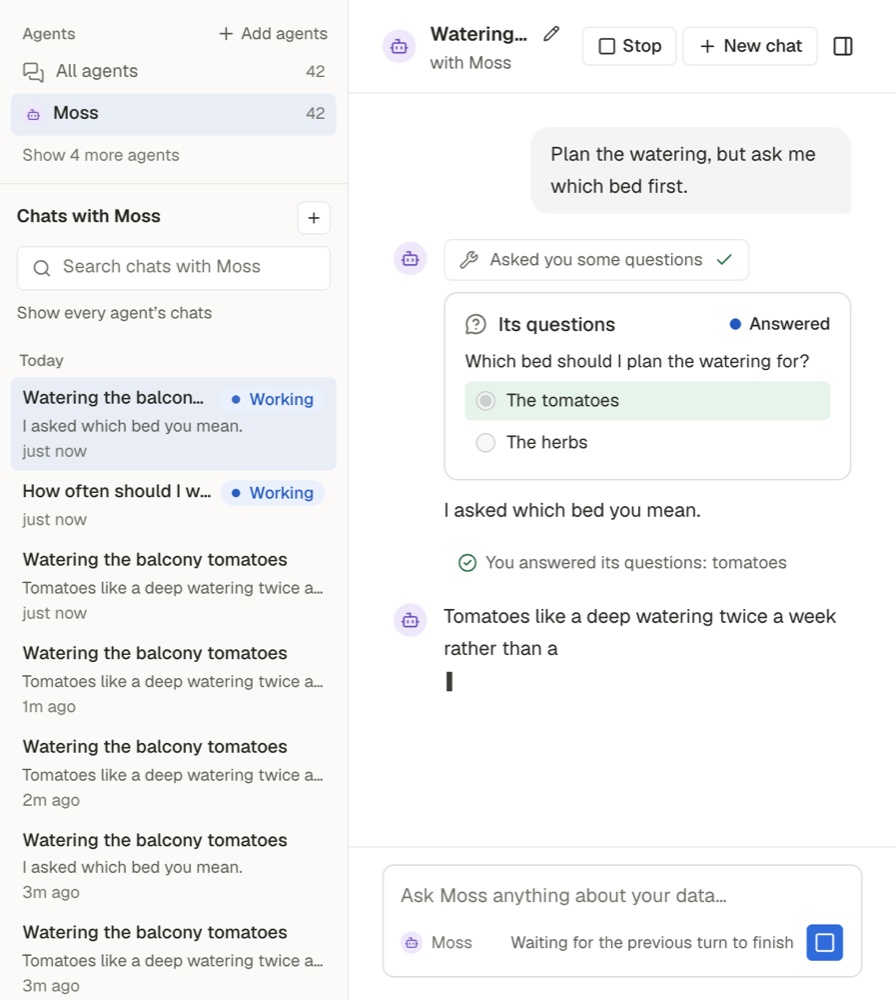 Agents
Add agents
All agents
42
Moss
42
Show 4 more agents
Chats with Moss
Search chats with Moss
Show every agent's chats
Today
Watering the balcon...
Working
I asked which bed you mean.
just now
How often should I w...
Working
just now
Watering the balcony tomatoes
Tomatoes like a deep watering twice a...
just now
Watering the balcony tomatoes
Tomatoes like a deep watering twice a...
1m ago
Watering the balcony tomatoes
Tomatoes like a deep watering twice a...
2m ago
Watering the balcony tomatoes
I asked which bed you mean.
3m ago
Watering the balcony tomatoes
Tomatoes like a deep watering twice a...
3m ago
Watering...
with Moss
Stop
New chat
Plan the watering, but ask me
which bed first.
Asked you some questions
Its questions
Answered
Which bed should I plan the watering for?
The tomatoes
The herbs
I asked which bed you mean.
You answered its questions: tomatoes
Tomatoes like a deep watering twice a week
rather than a
Ask Moss anything about your data...
Moss
Waiting for the previous turn to finish